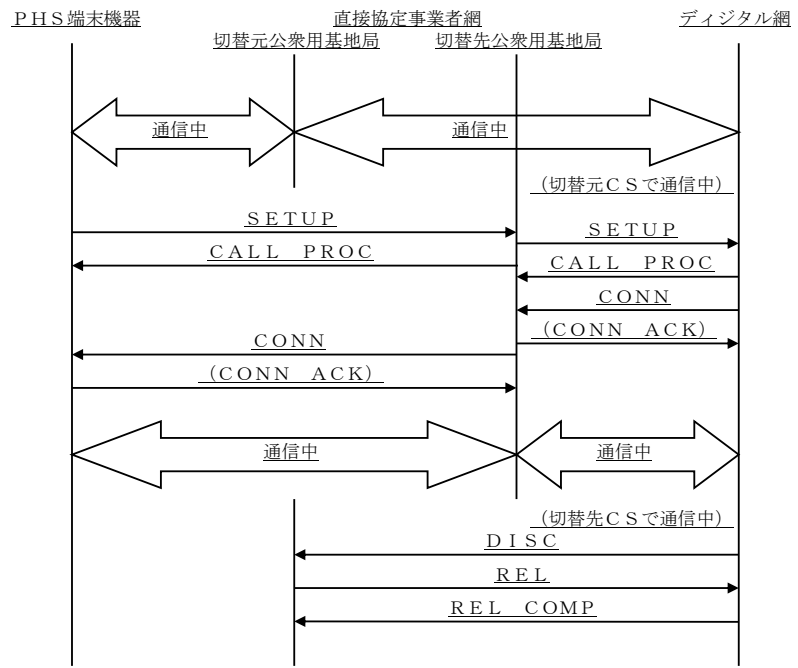 ＰＨＳ端末機器 直接協定事業者網 ディジタル網
切替元公衆用基地局 切替先公衆用基地局
通信中 通信中
（切替元ＣＳで通信中）
ＳＥＴＵＰ
ＳＥＴＵＰ
ＣＡＬＬ　ＰＲＯＣ
ＣＡＬＬ　ＰＲＯＣ
ＣＯＮＮ
（ＣＯＮＮ　ＡＣＫ）
ＣＯＮＮ
（ＣＯＮＮ　ＡＣＫ）
通信中 通信中
（切替先ＣＳで通信中）
ＤＩＳＣ
ＲＥＬ
ＲＥＬ　ＣＯＭＰ